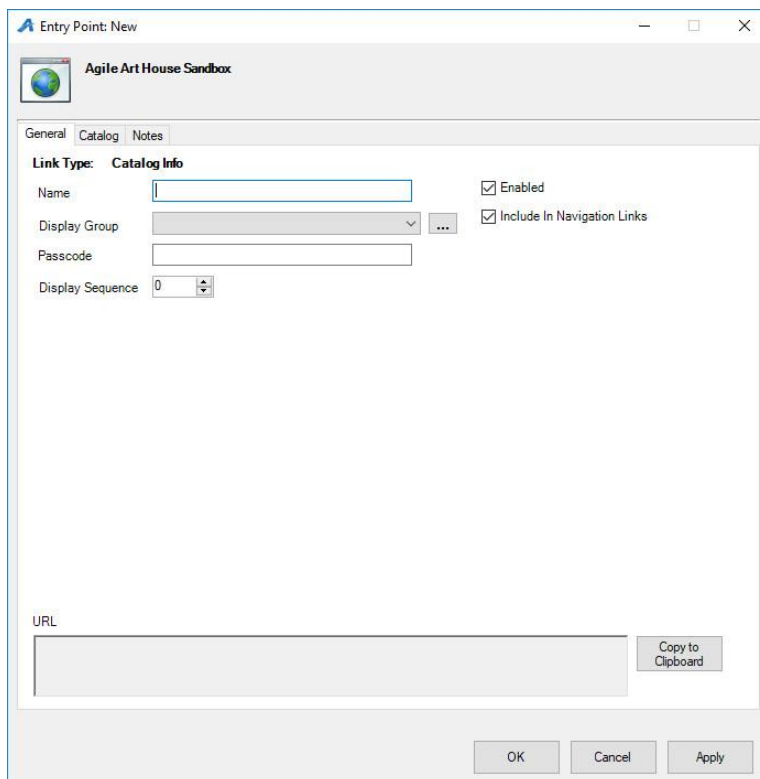 Entry Point: New
Agile Art House Sandbox
General Catalog Notes
Link Type: Catalog Info
Name
Enabled
Display Group
...
Include In Navigation Links
Passcode
Display Sequence 0
URL
Copy to
Clipboard
OK Cancel Apply